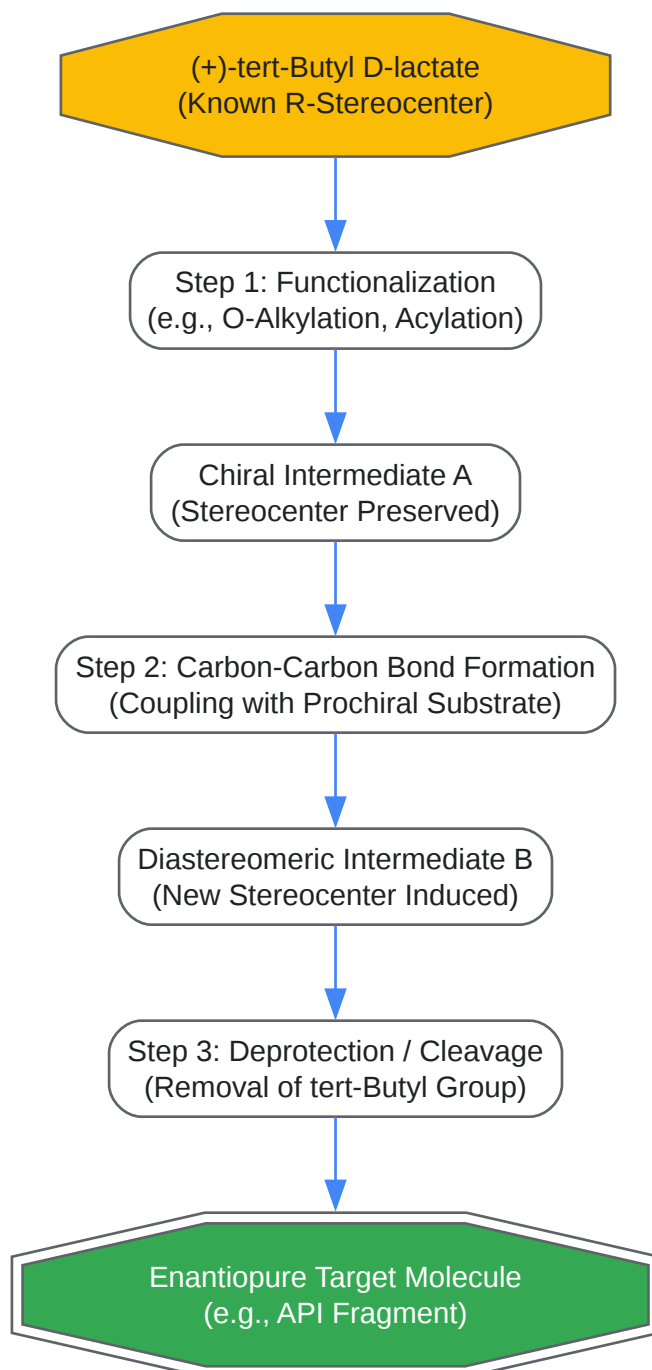 (+)-tert-Butyl D-lactate
(Known R-Stereocenter)
Step 1: Functionalization
(e.g., O-Alkylation, Acylation)
Chiral Intermediate A
(Stereocenter Preserved)
Step 2: Carbon-Carbon Bond Formation
(Coupling with Prochiral Substrate)
Diastereomeric Intermediate B
(New Stereocenter Induced)
Step 3: Deprotection / Cleavage
(Removal of tert-Butyl Group)
Enantiopure Target Molecule
(e.g., API Fragment)